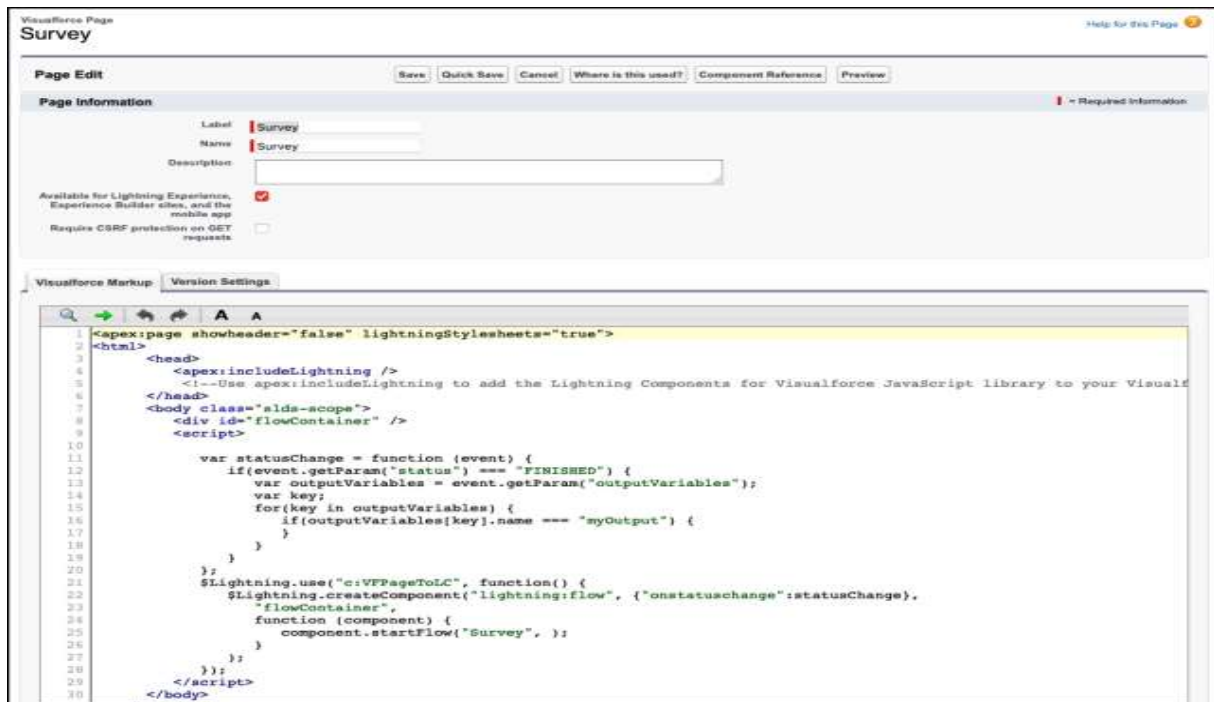 Visualforce Page
Survey
Help for this Page
Page Edit
Save Quick Save Cancel Where is this used? Component Reference Preview
Page Information
= Required Information
Label Survey
Name Survey
Description
Available for Lightning Experience,
Experience Builder sites, and the
mobile app
Require CSRF protection on GET
requests
Visualforce Markup Version Settings
A A
1 <apex:page showheader="false" lightningStylesheets="true">
2 <html>
3 <head>
4 <apex:includeLightning />
5 <!--Use apex:includeLightning to add the Lightning Components for Visualforce JavaScript library to your Visualf
6 </head>
7 <body class="slds-scope">
8 <div id="flowContainer" />
9 <script>
10
11 var statusChange = function (event) {
12 if(event.getParam("status") === "FINISHED") {
13 var outputVariables = event.getParam("outputVariables");
14 var key;
15 for(key in outputVariables) {
16 if(outputVariables[key].name === "myOutput") {
17 }
18 }
19 }
20 };
21 $Lightning.use("c:VFPageToLC", function() {
22 $Lightning.createComponent("lightning:flow", {"onstatuschange":statusChange},
23 "flowContainer",
24 function (component) {
25 component.startFlow("Survey", );
26 }
27 );
28 });
29 </script>
30 </body>